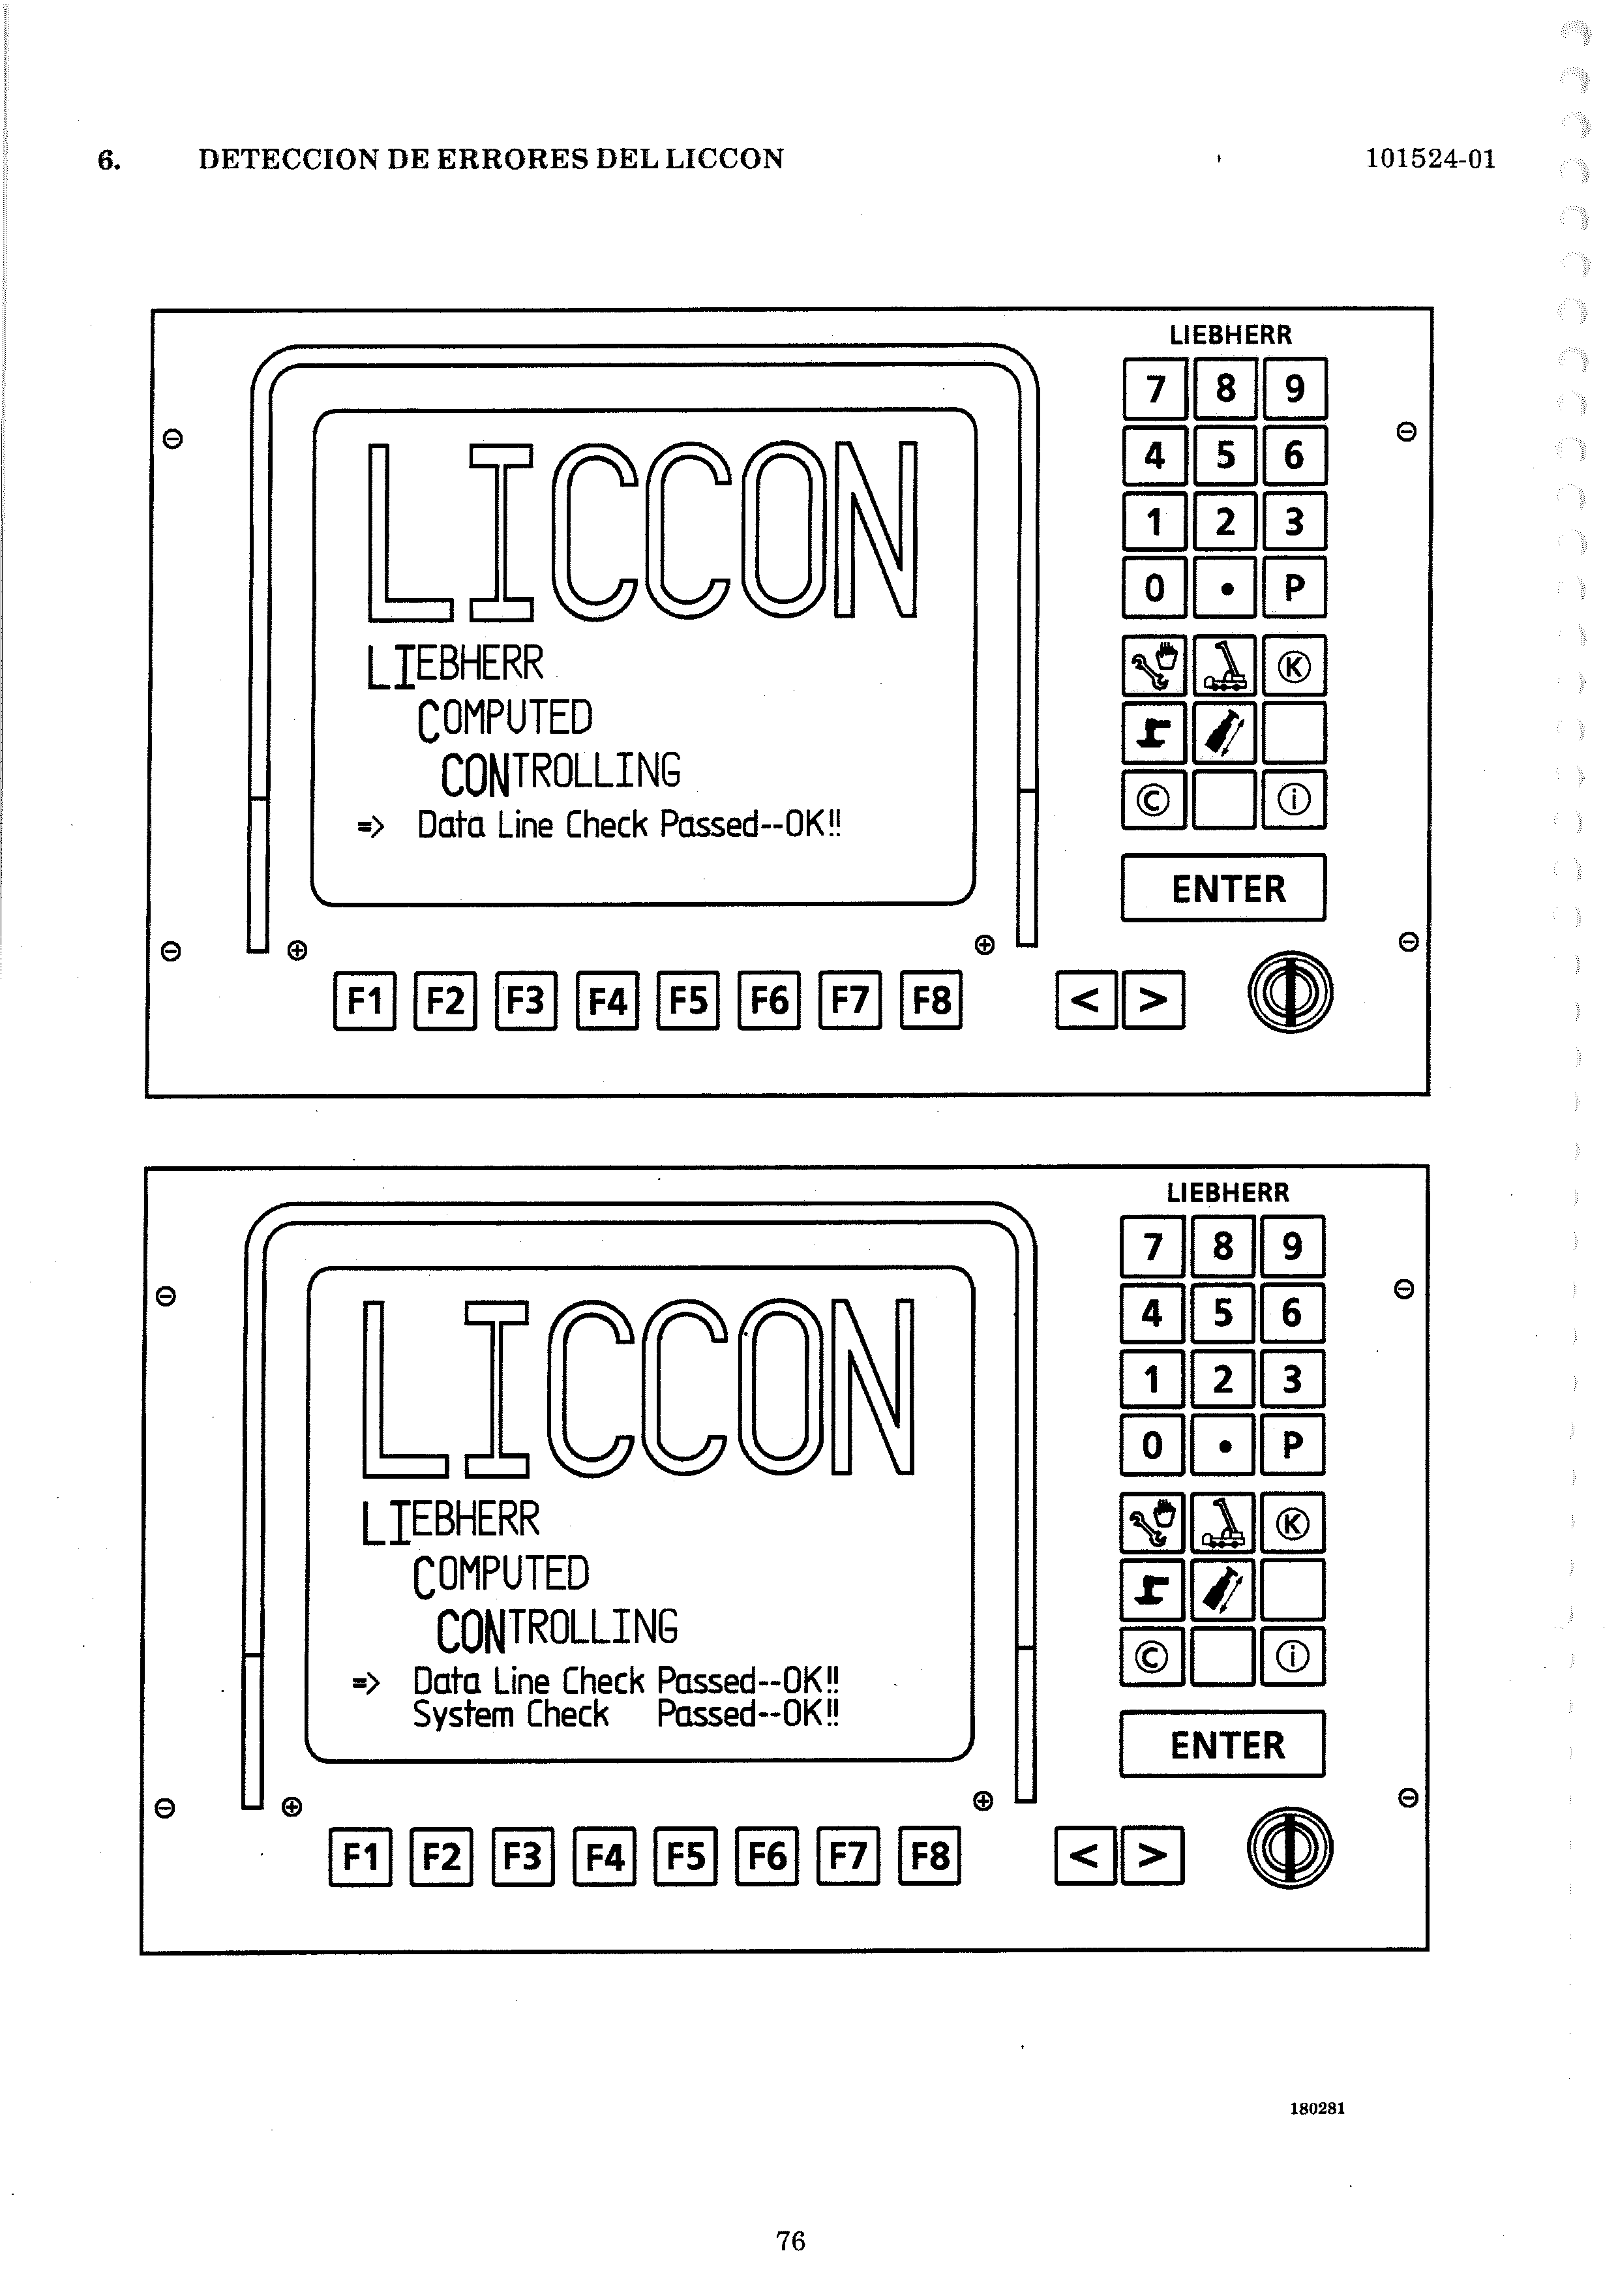 6. DETECCION DE ERRORES DEL LICCON 101524-01
LIEBHERR
7 8 9
4 5 6
1 2 3
0 • P
K
C i
ENTER
LICCON
LIEBHERR
COMPUTED
CONTROLLING
=> Data Line Check Passed--OK!!
F1 F2 F3 F4 F5 F6 F7 F8 < >
LIEBHERR
7 8 9
4 5 6
1 2 3
0 • P
K
C i
ENTER
LICCON
LIEBHERR
COMPUTED
CONTROLLING
=> Data Line Check Passed--OK!!
System Check Passed--OK!!
F1 F2 F3 F4 F5 F6 F7 F8 < >
180281
76